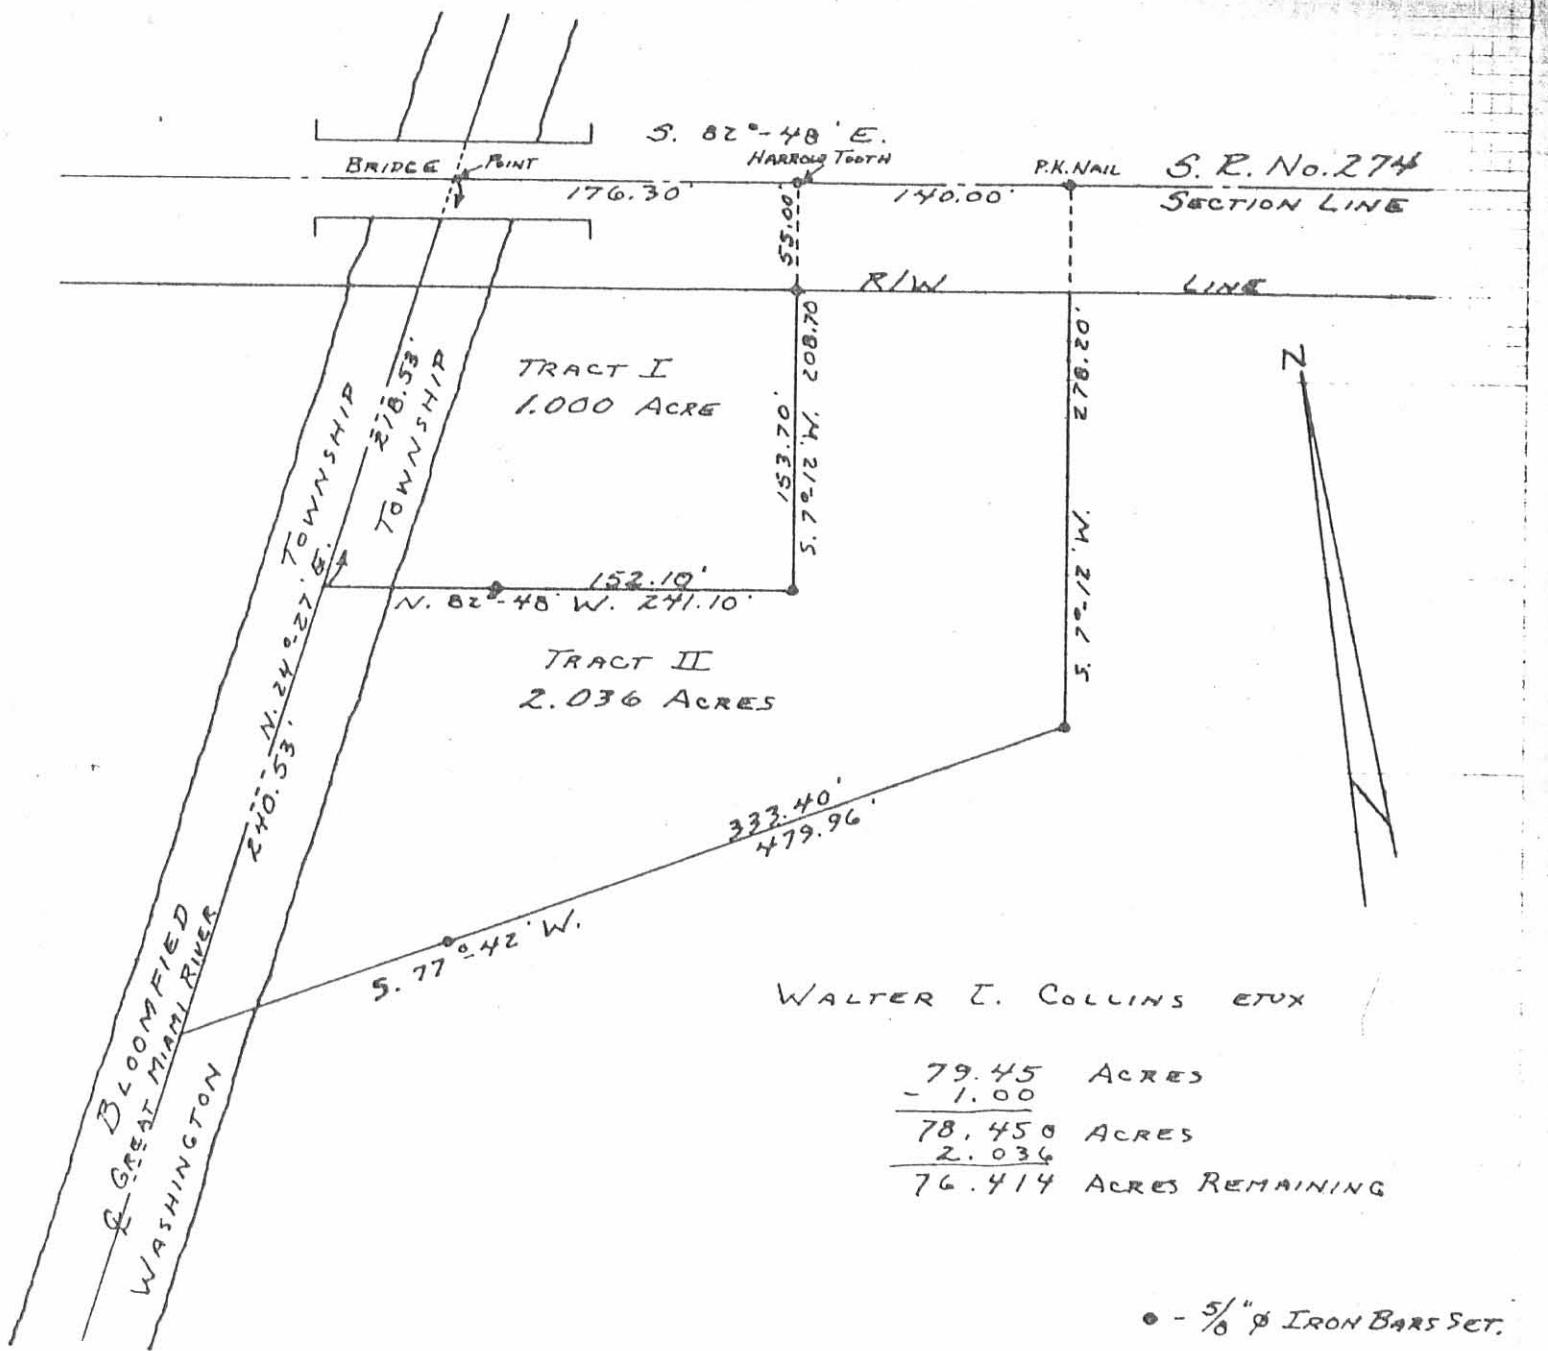 S. 82°-48' E.
BRIDGE
POINT
HARROW TOOTH
P.K. NAIL
S. R. No. 274
176.30'
140.00'
SECTION LINE
55.00'
R/W LINE
TRACT I
1.000 ACRE
153.70'
S. 7°-12' W. 208.70
278.20'
S. 7°-12' W.
N
218.53'
TOWNSHIP
TOWNSHIP
152.10'
N. 82°-48' W. 241.10'
N. 24°-27' E.
240.53'
TRACT II
2.036 ACRES
333.40'
479.96'
S. 77°-42' W.
BLOOMFIELD
℄ GREAT MIAMI RIVER
WASHINGTON
WALTER I. COLLINS ETUX
79.45 ACRES
- 1.00
78.450 ACRES
2.036
76.414 ACRES REMAINING
● - 5/8" ø IRON BARS SET.